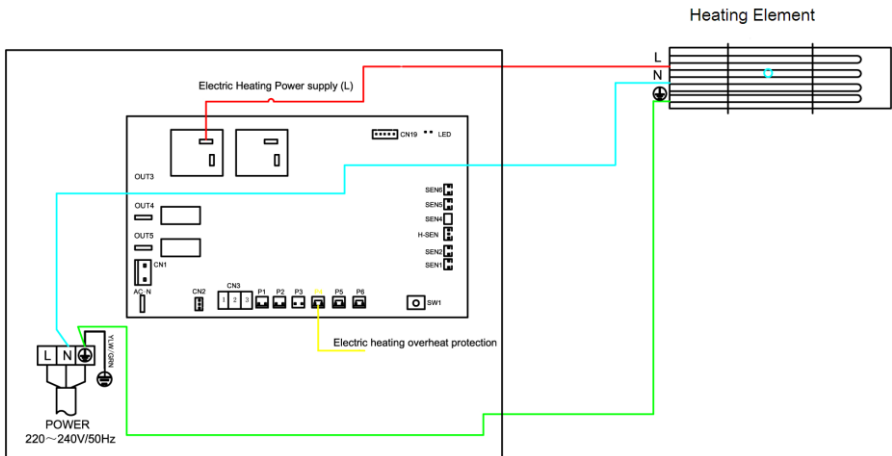 Heating Element
L
N
Electric Heating Power supply (L)
CN19
LED
OUT3
OUT4
OUT5
CN1
AC_N
SEN6
SEN5
SEN4
H-SEN
SEN2
SEN1
CN2
CN3
1 2 3
P1 P2 P3 P4 P5 P6
SW1
Electric heating overheat protection
L N
YLW/GRN
POWER
220~240V/50Hz